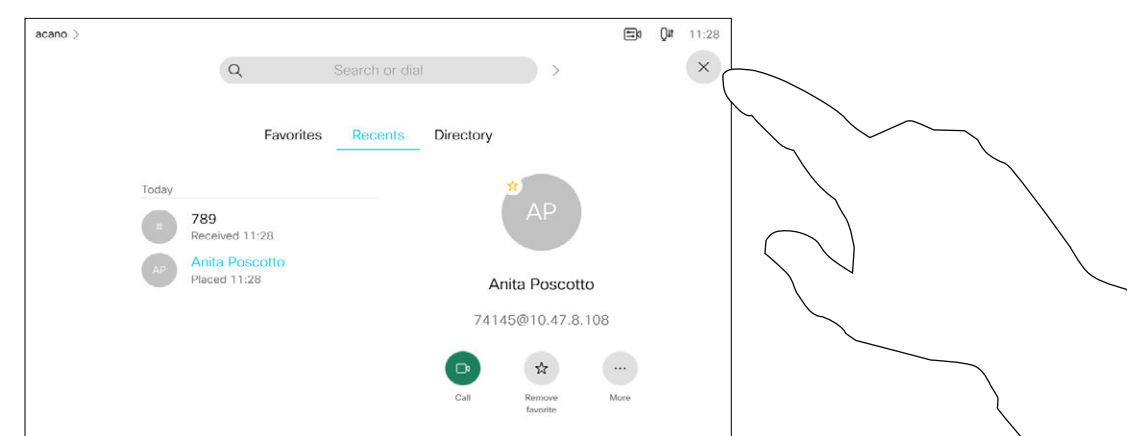 acano >
11:28
Search or dial
Favorites Recents Directory
Today
789
Received 11:28
Anita Poscotto
Placed 11:28
#
AP
AP
Anita Poscotto
74145@10.47.8.108
Call
Remove
favorite
More